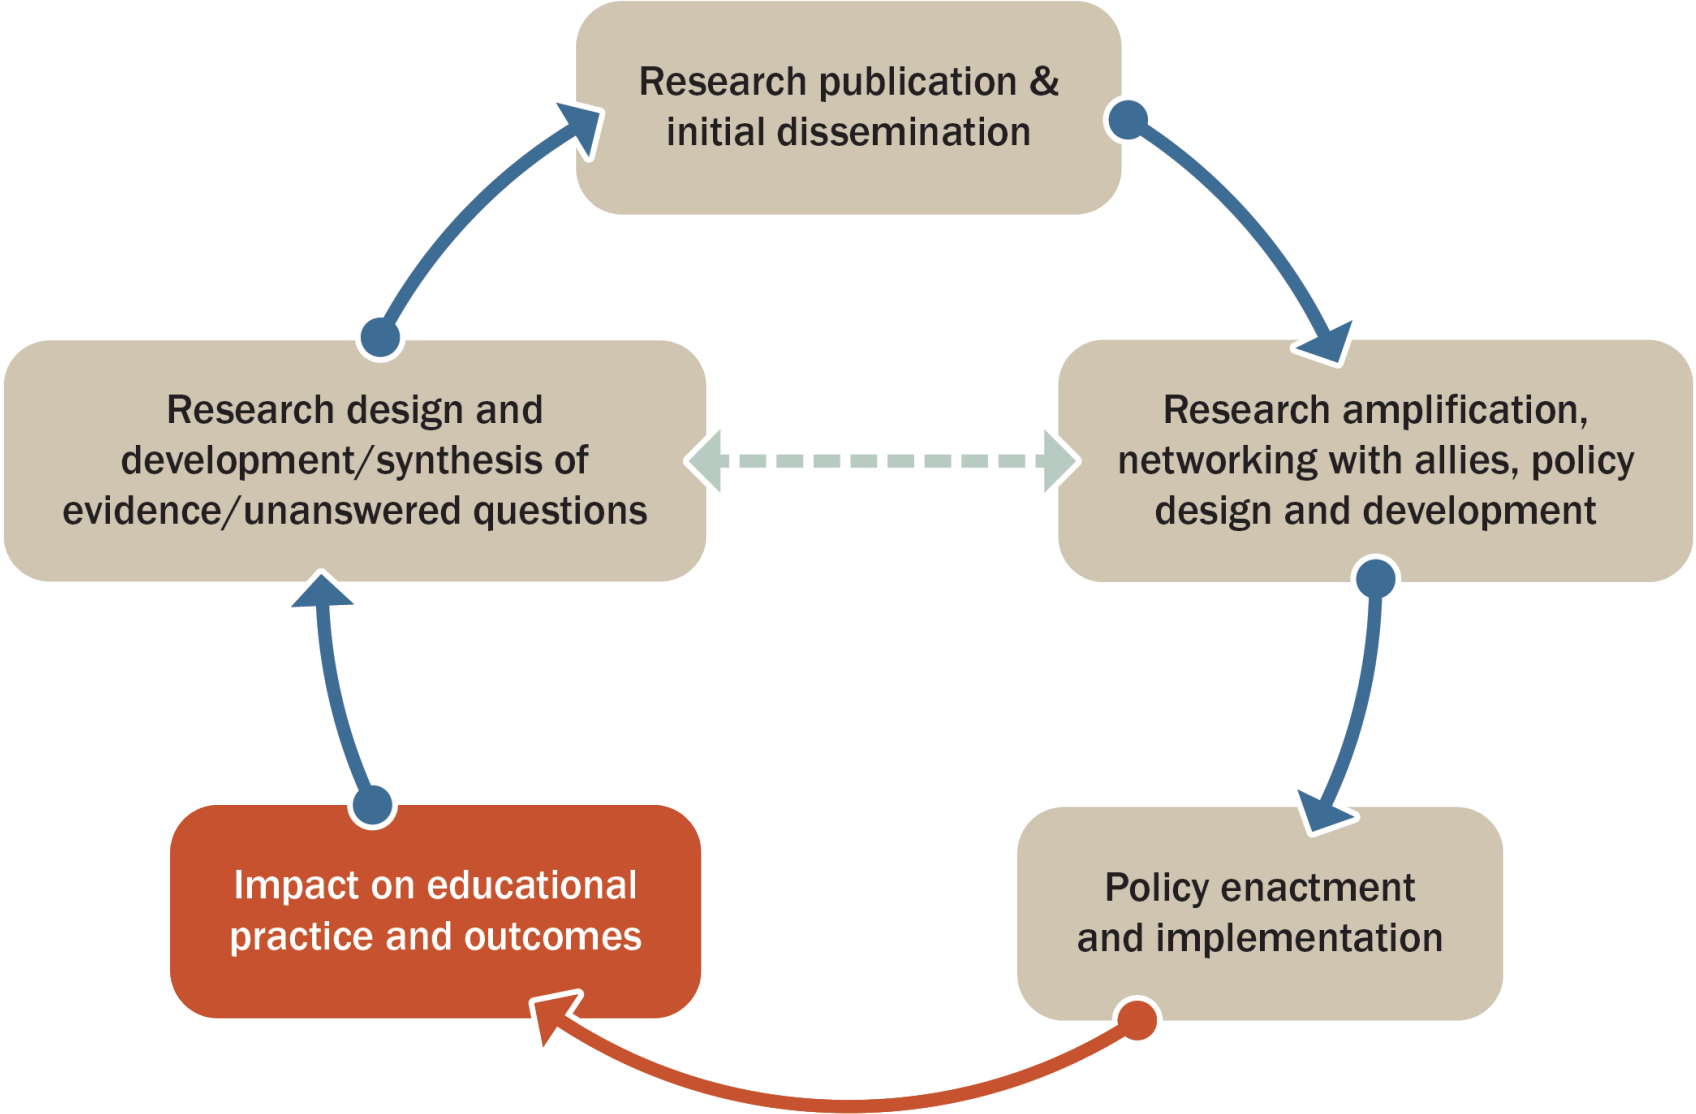 Research publication &
initial dissemination
Research design and
development/synthesis of
evidence/unanswered questions
Research amplification,
networking with allies, policy
design and development
Impact on educational
practice and outcomes
Policy enactment
and implementation